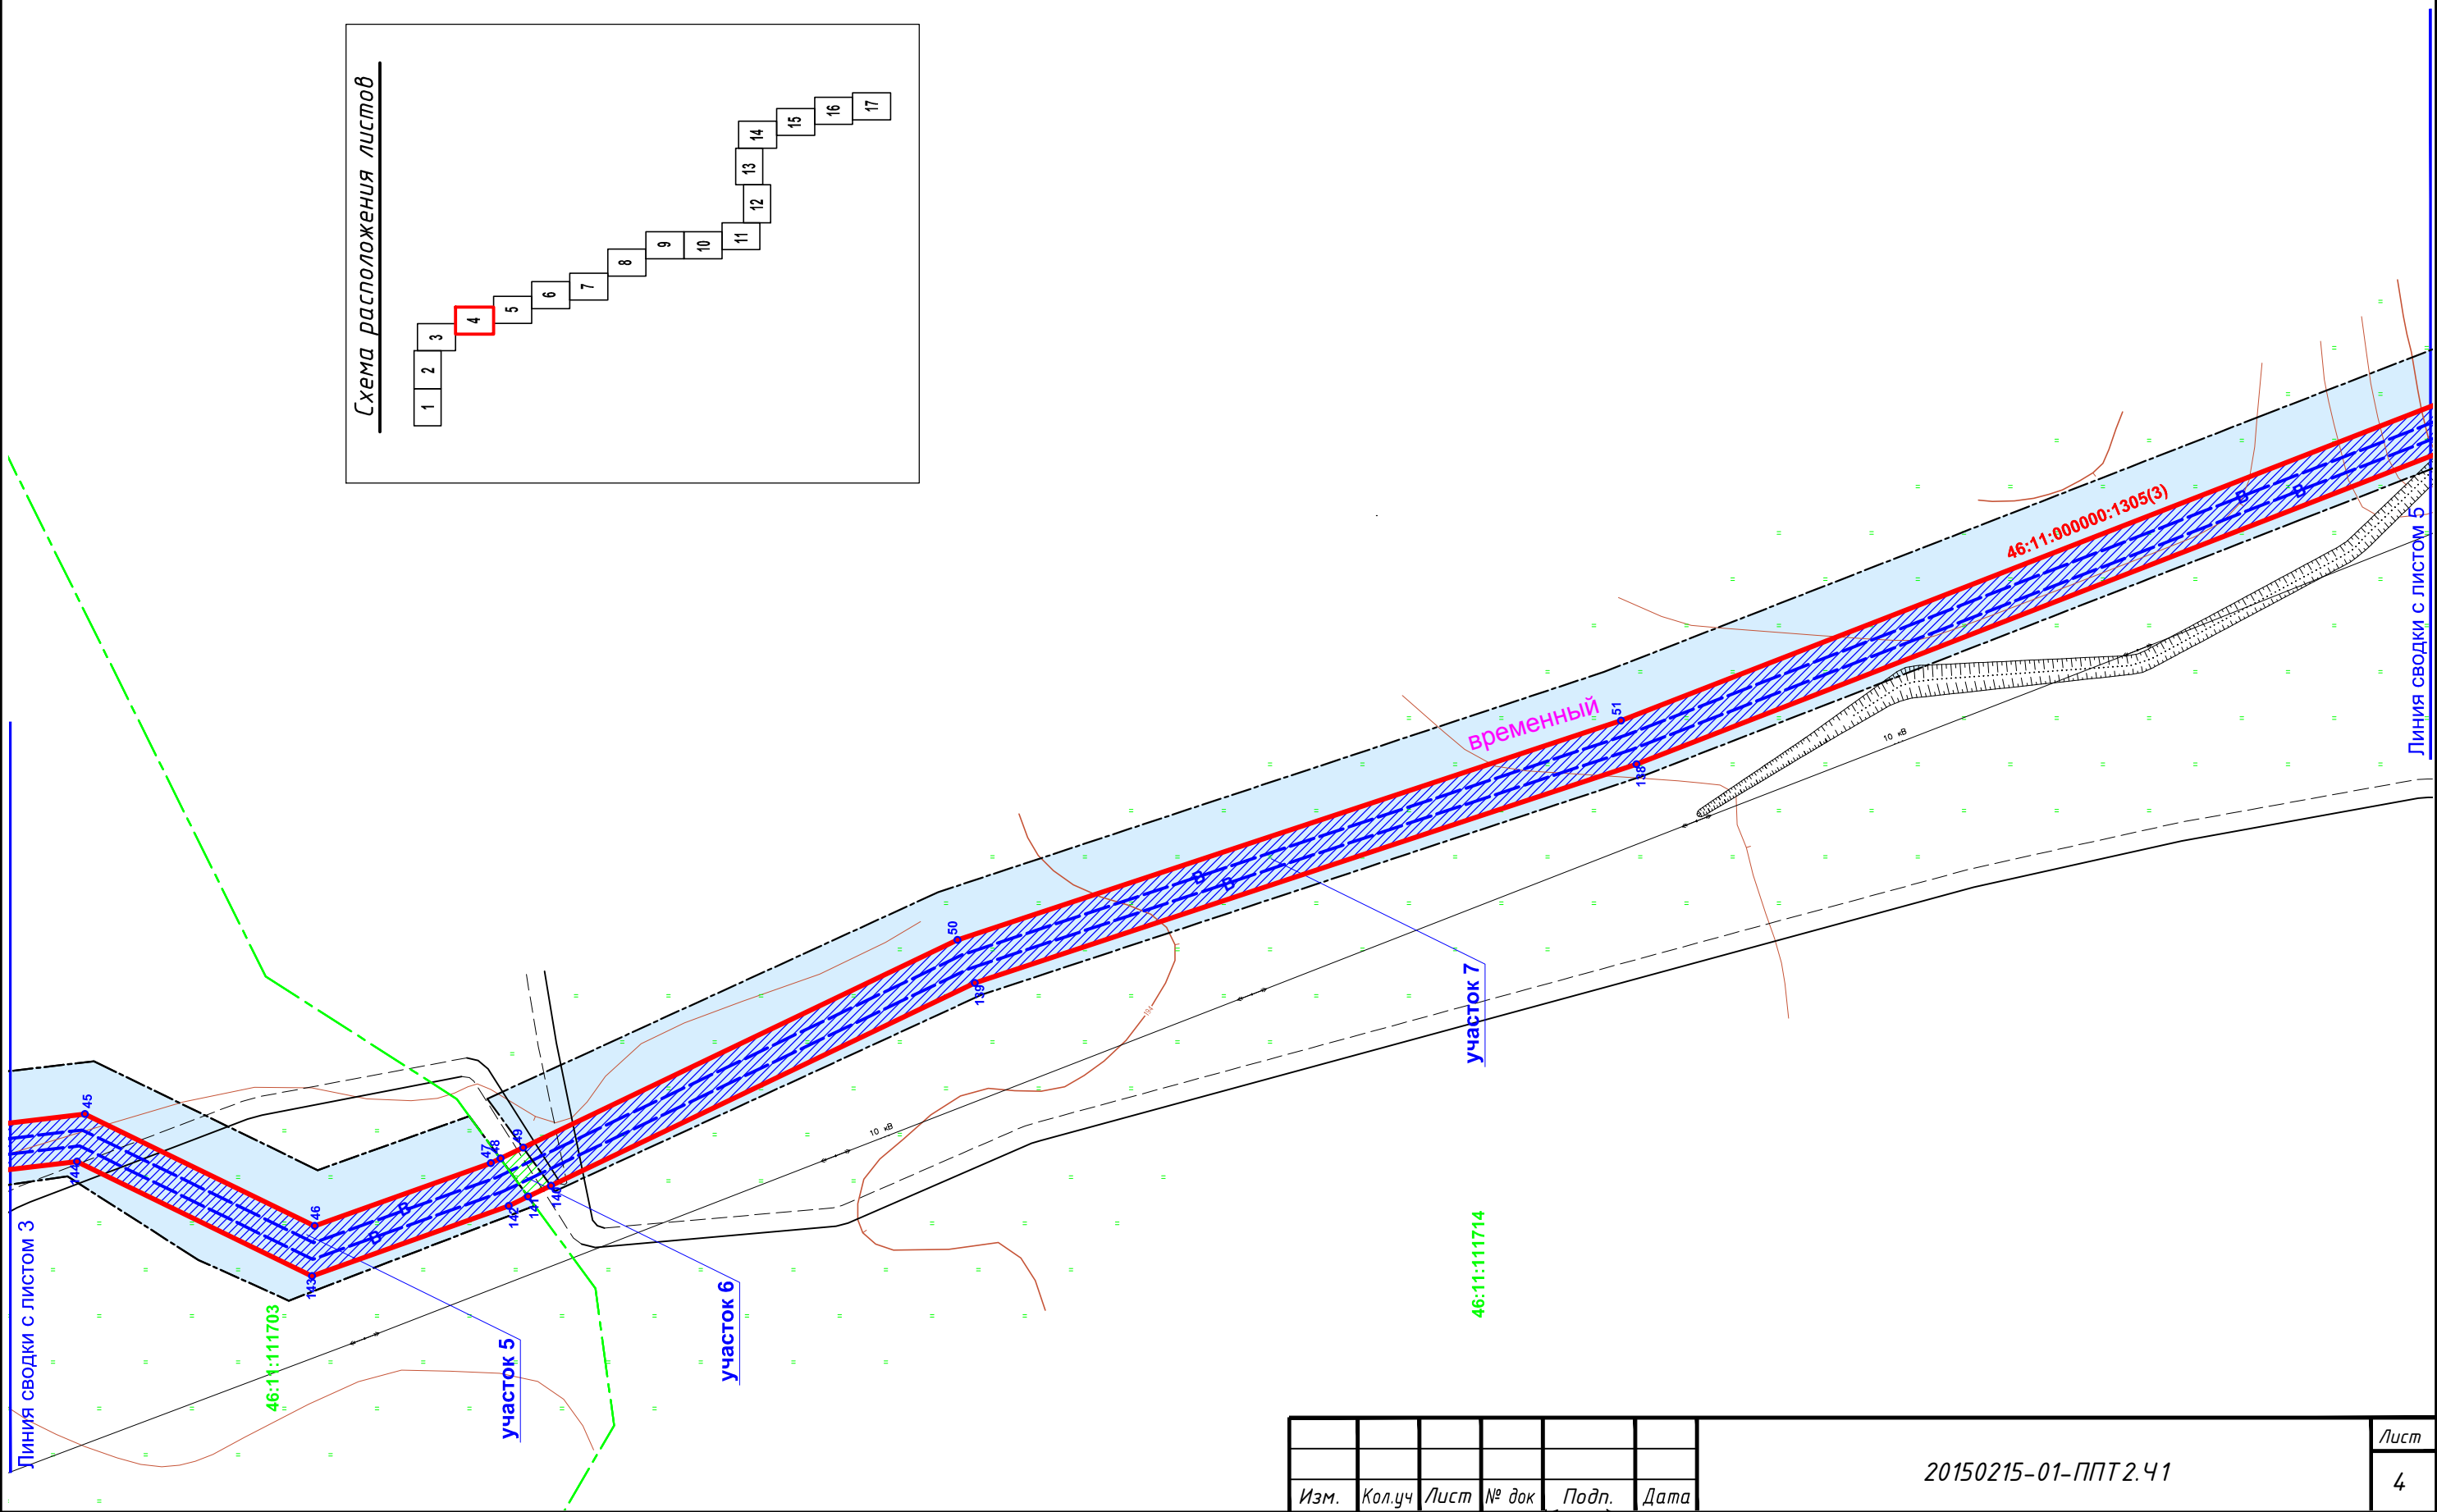 Схема расположения листов
1
2
3
4
5
6
7
8
9
10
11
12
13
14
15
16
17
Линия сводки с листом 3
Линия сводки с листом 5
46:11:000000:1305(3)
временный
В
В
В
В
В
В
51
138
50
139
45
144
46
143
47
48
49
142
141
140
10 кВ
10 кВ
194
участок 5
участок 6
участок 7
46:11:111703
46:11:111714
Изм.
Кол.уч
Лист
№ док
Подп.
Дата
20150215-01-ППТ2.Ч1
Лист
4